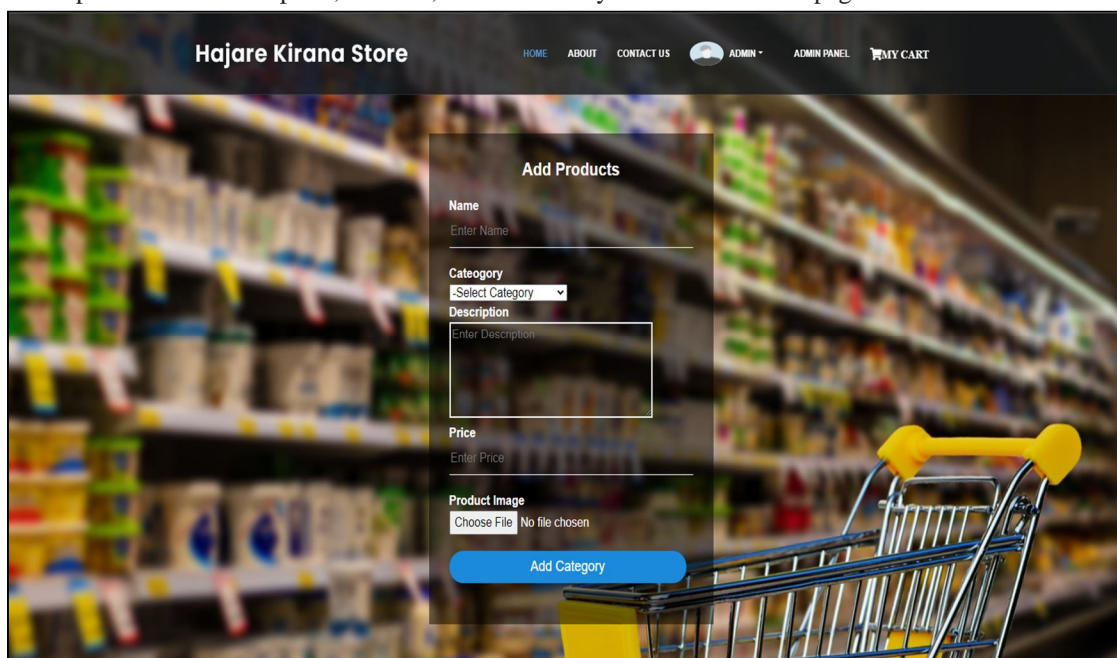 Hajare Kirana Store
HOME ABOUT CONTACT US ADMIN ADMIN PANEL MY CART
Add Products
Name
Enter Name
Cateogory
-Select Category
Description
Enter Description
Price
Enter Price
Product Image
Choose File No file chosen
Add Category